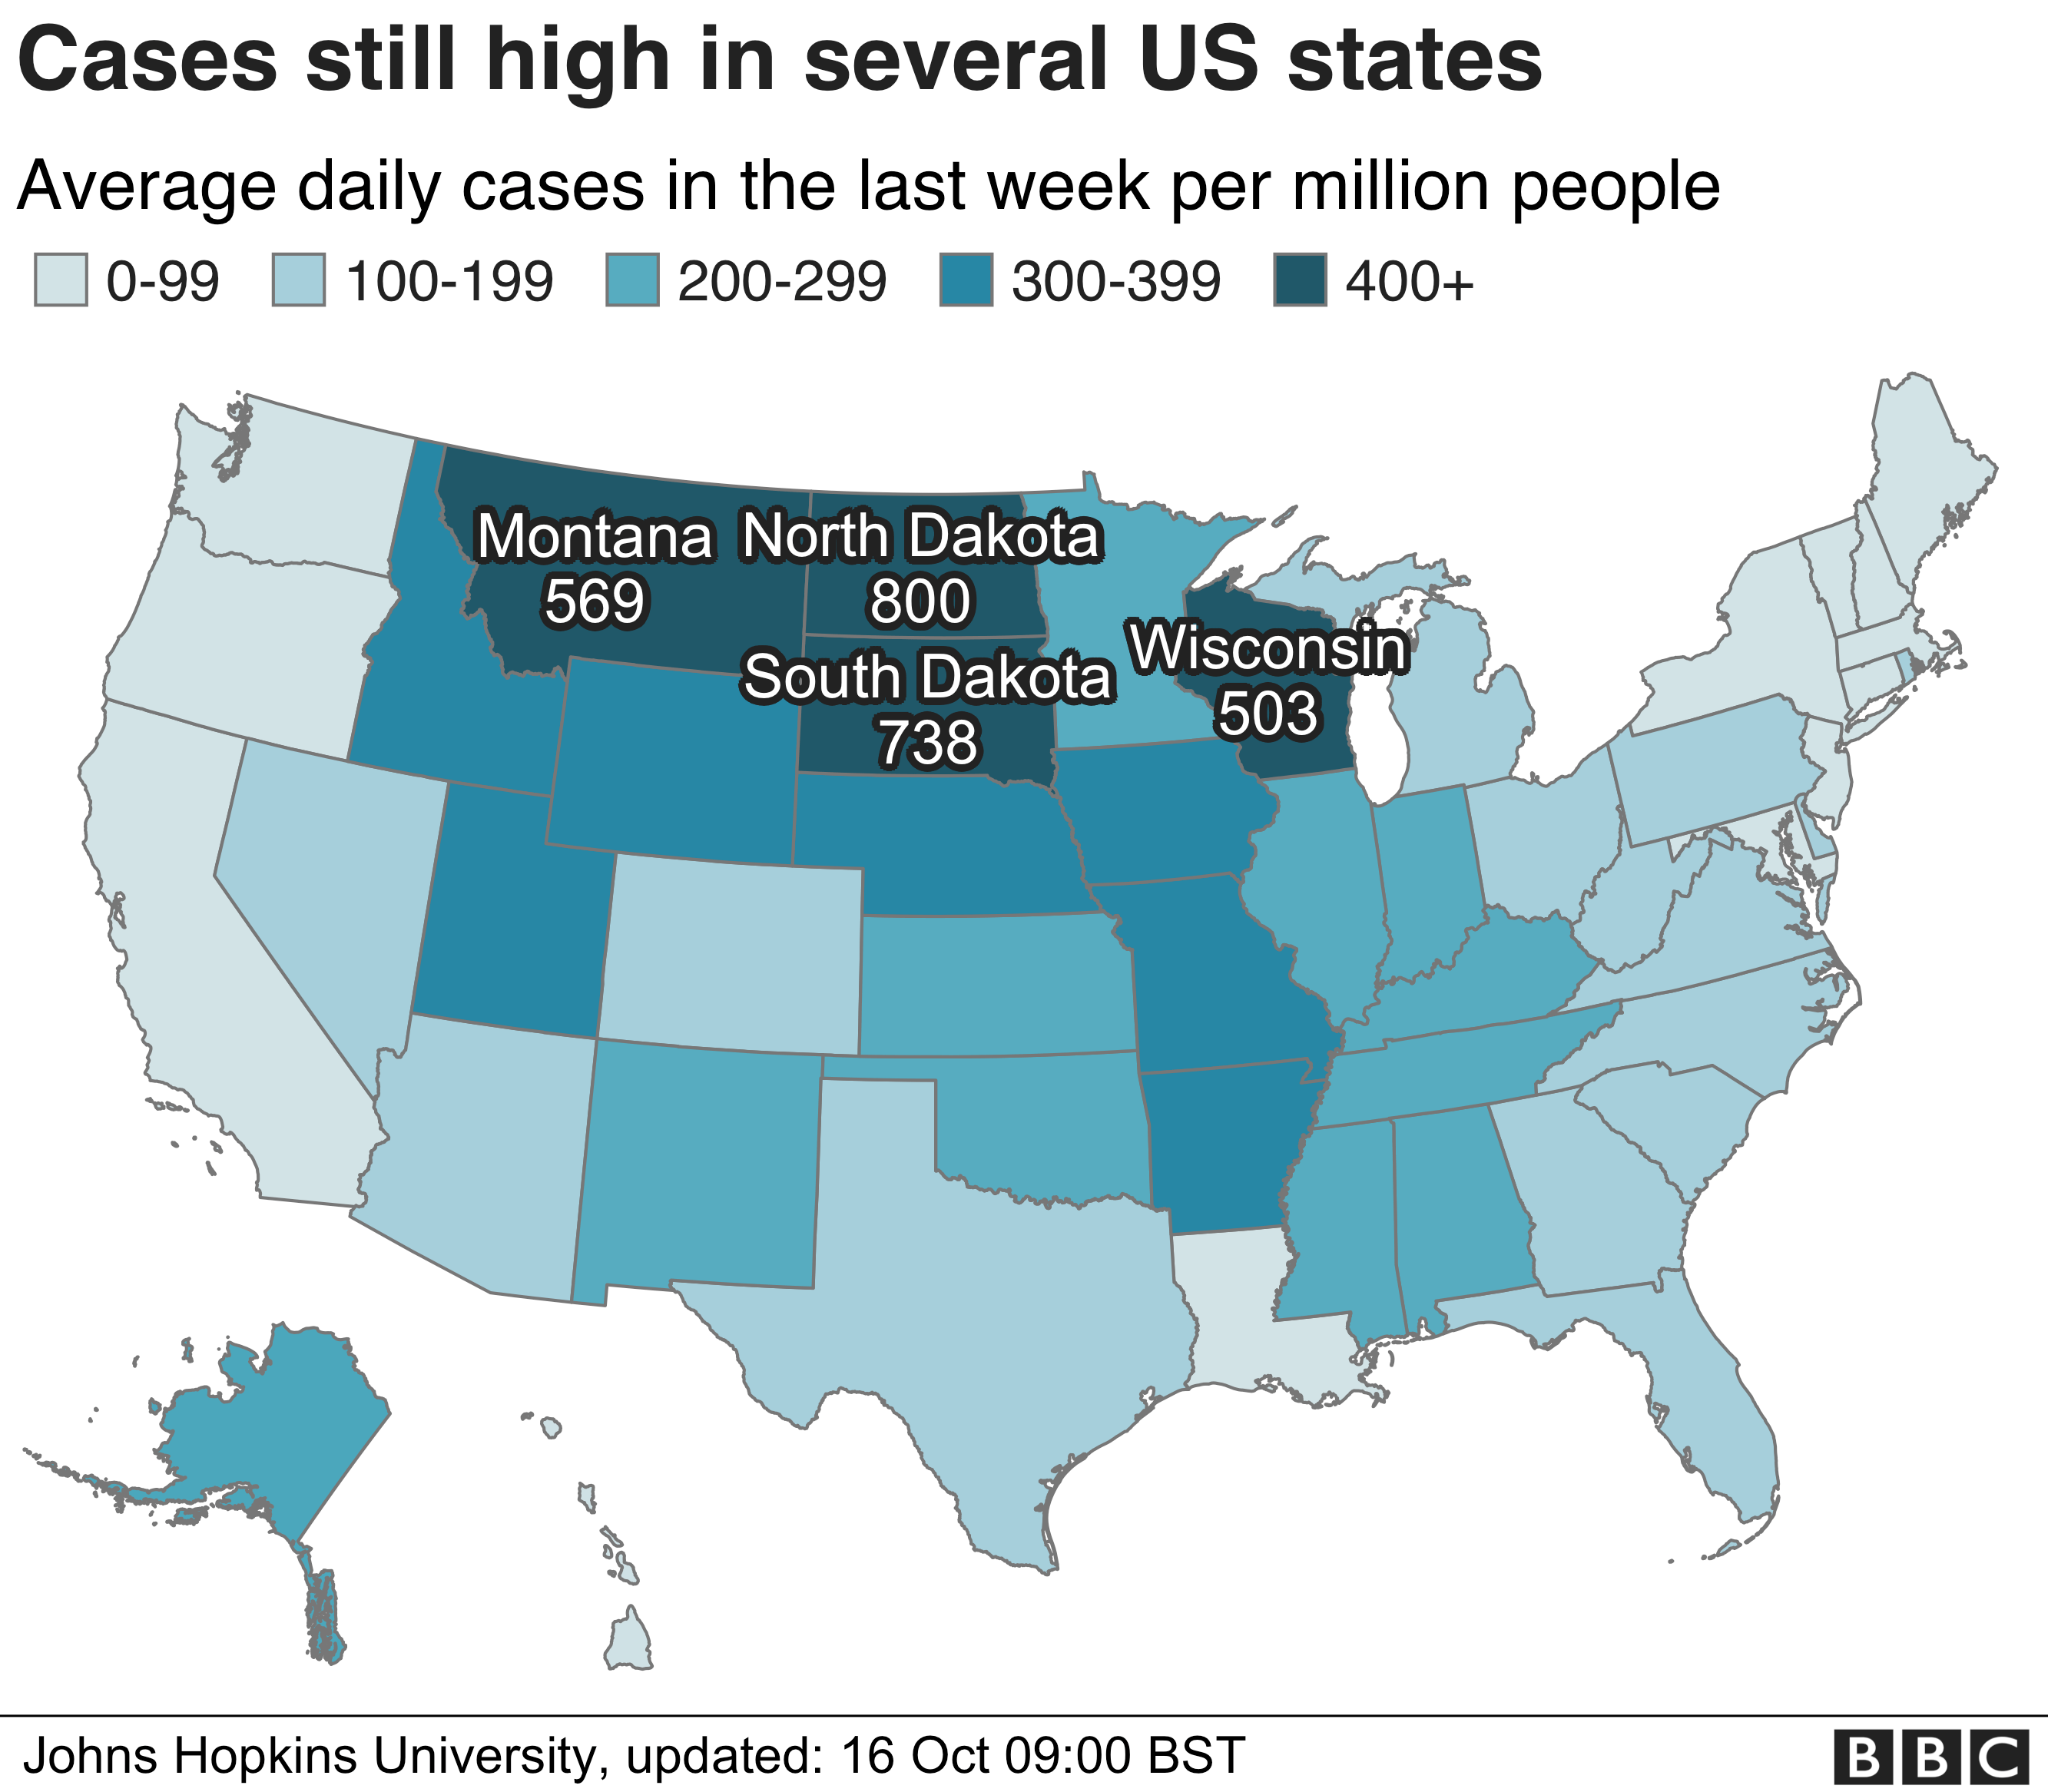 Cases still high in several US states
Average daily cases in the last week per million people
0-99 100-199 200-299 300-399 400+
Montana
569
North Dakota
800
South Dakota
738
Wisconsin
503
Johns Hopkins University, updated: 16 Oct 09:00 BST
BBC